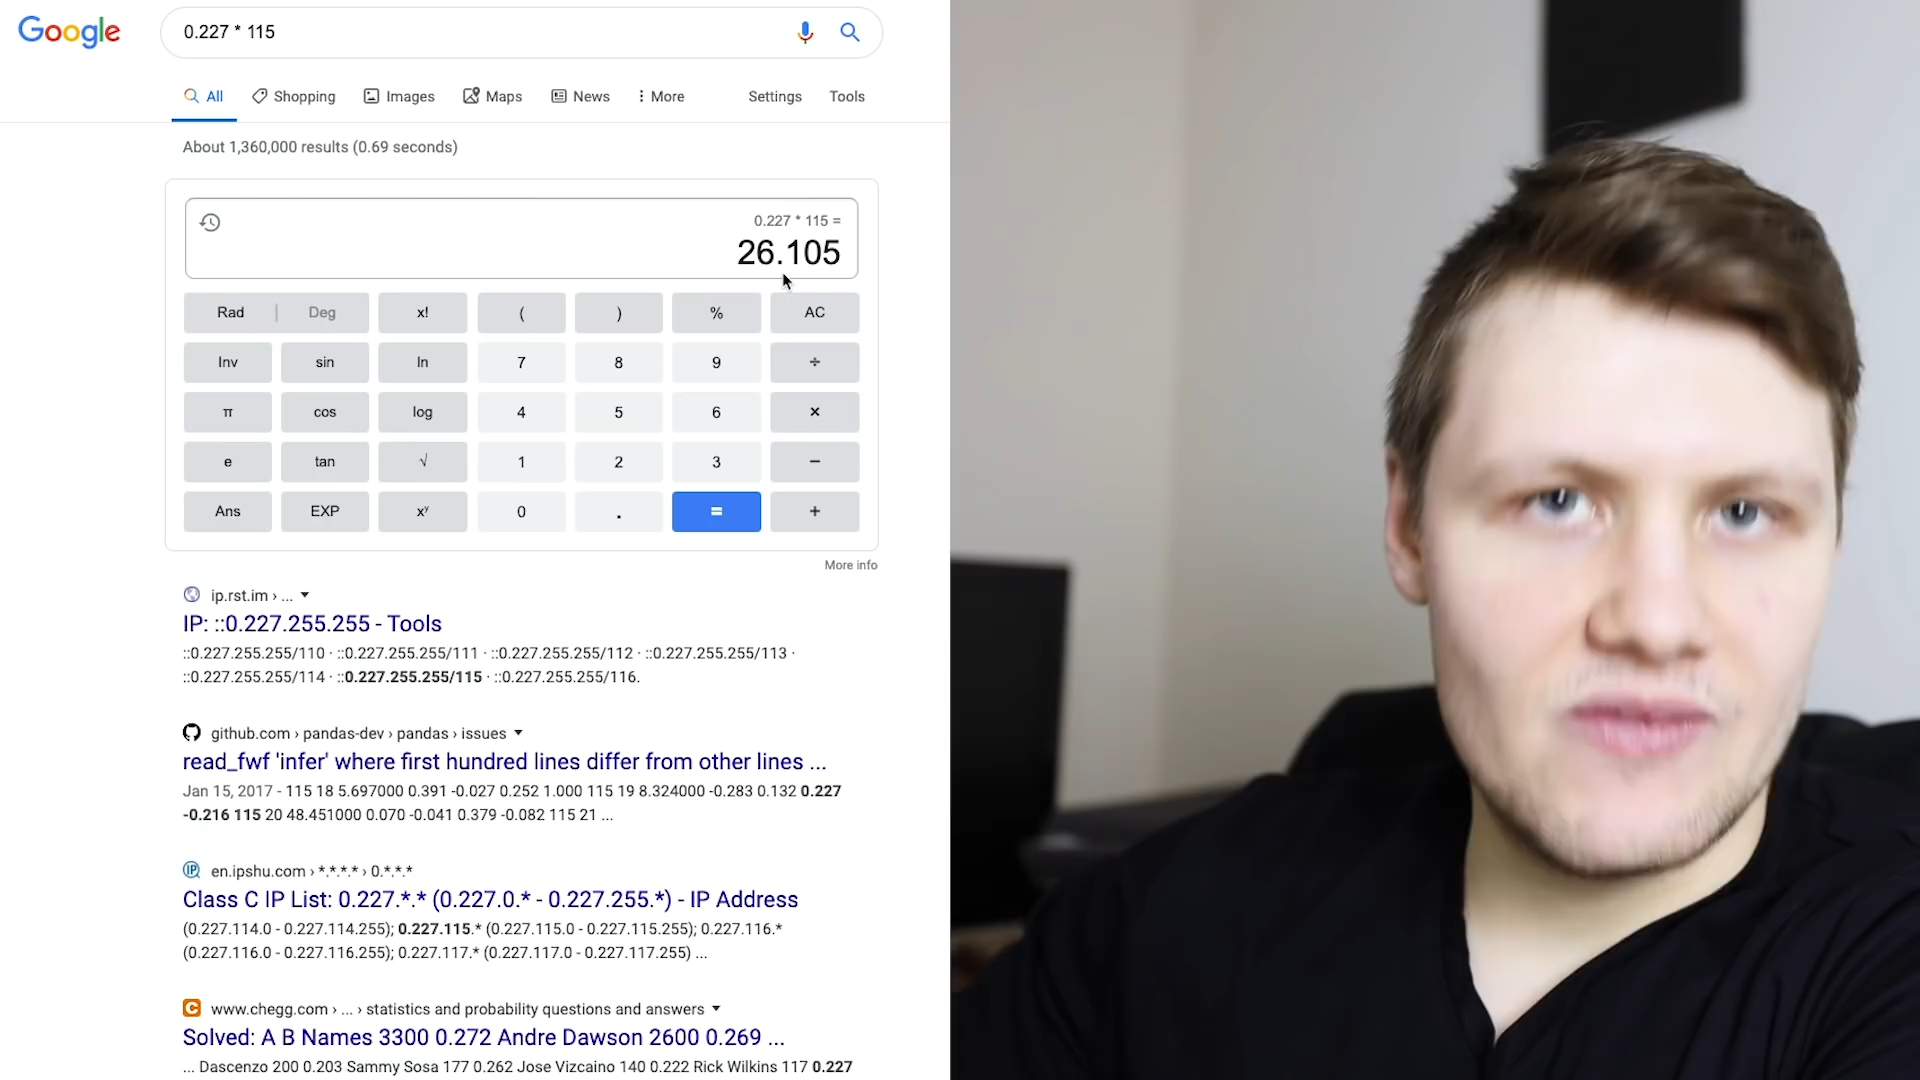 Google
0.227 * 115
All Shopping Images Maps News More Settings Tools
About 1,360,000 results (0.69 seconds)
0.227 * 115 =
26.105
Rad | Deg x! ( ) % AC
Inv sin ln 7 8 9 ÷
π cos log 4 5 6 ×
e tan √ 1 2 3 −
Ans EXP xʸ 0 . = +
More info
ip.rst.im › ...
IP: ::0.227.255.255 - Tools
::0.227.255.255/110 · ::0.227.255.255/111 · ::0.227.255.255/112 · ::0.227.255.255/113 ·
::0.227.255.255/114 · ::0.227.255.255/115 · ::0.227.255.255/116.
github.com › pandas-dev › pandas › issues
read_fwf 'infer' where first hundred lines differ from other lines ...
Jan 15, 2017 - 115 18 5.697000 0.391 -0.027 0.252 1.000 115 19 8.324000 -0.283 0.132 0.227
-0.216 115 20 48.451000 0.070 -0.041 0.379 -0.082 115 21 ...
IP
en.ipshu.com › *.*.*.* › 0.*.*.*
Class C IP List: 0.227.*.* (0.227.0.* - 0.227.255.*) - IP Address
(0.227.114.0 - 0.227.114.255); 0.227.115.* (0.227.115.0 - 0.227.115.255); 0.227.116.*
(0.227.116.0 - 0.227.116.255); 0.227.117.* (0.227.117.0 - 0.227.117.255) ...
C
www.chegg.com › ... › statistics and probability questions and answers
Solved: A B Names 3300 0.272 Andre Dawson 2600 0.269 ...
... Dascenzo 200 0.203 Sammy Sosa 177 0.262 Jose Vizcaino 140 0.222 Rick Wilkins 117 0.227